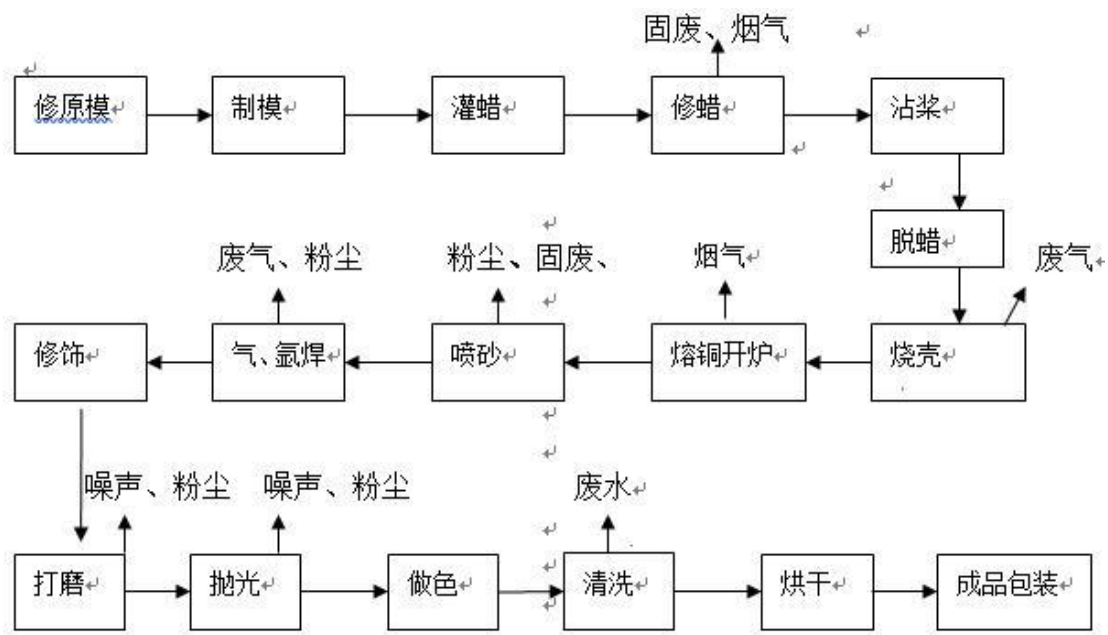 固废、烟气
修原模
制模
灌蜡
修蜡
沾桨
脱蜡
废气、粉尘
粉尘、固废、
烟气
废气
修饰
气、氩焊
喷砂
熔铜开炉
烧壳
噪声、粉尘
噪声、粉尘
废水
打磨
抛光
做色
清洗
烘干
成品包装